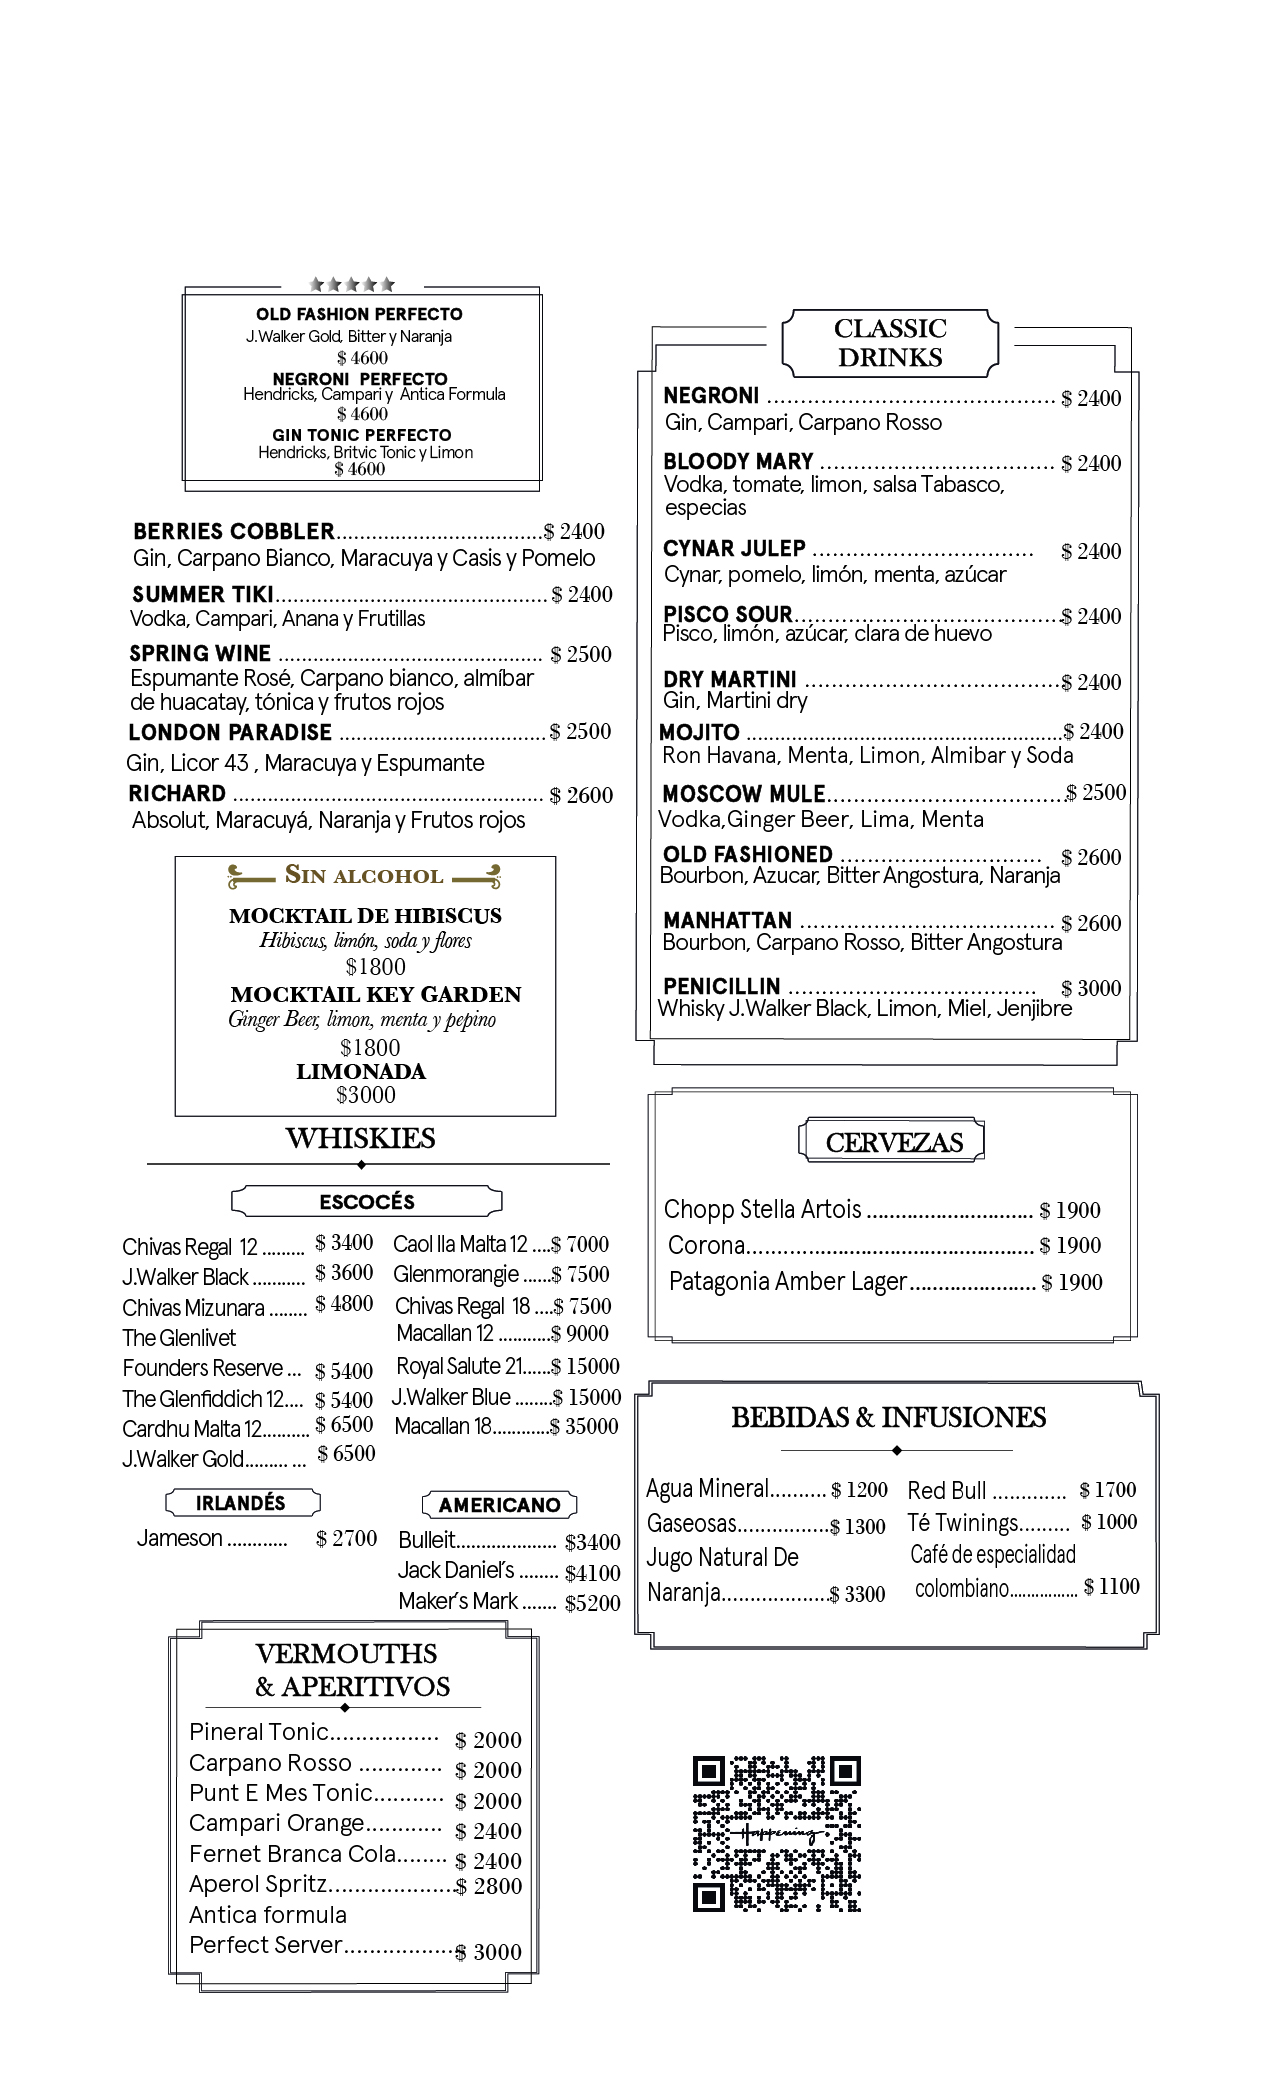 OLD FASHION PERFECTO
J.Walker Gold, Bitter y Naranja
$ 4600
NEGRONI PERFECTO
Hendricks, Campari y Antica Formula
$ 4600
GIN TONIC PERFECTO
Hendricks, Britvic Tonic y Limon
$ 4600
BERRIES COBBLER...................................$ 2400
Gin, Carpano Bianco, Maracuya y Casis y Pomelo
SUMMER TIKI.............................................. $ 2400
Vodka, Campari, Anana y Frutillas
SPRING WINE ............................................ $ 2500
Espumante Rosé, Carpano bianco, almíbar
de huacatay, tónica y frutos rojos
LONDON PARADISE ................................... $ 2500
Gin, Licor 43 , Maracuya y Espumante
RICHARD .................................................... $ 2600
Absolut, Maracuyá, Naranja y Frutos rojos
SIN ALCOHOL
MOCKTAIL DE HIBISCUS
Hibiscus, limón, soda y flores
$1800
MOCKTAIL KEY GARDEN
Ginger Beer, limon, menta y pepino
$1800
LIMONADA
$3000
WHISKIES
ESCOCÉS
Chivas Regal 12 ......... $ 3400
J.Walker Black ........... $ 3600
Chivas Mizunara ........ $ 4800
The Glenlivet
Founders Reserve ... $ 5400
The Glenfiddich 12.... $ 5400
Cardhu Malta 12.......... $ 6500
J.Walker Gold......... ... $ 6500
Caol Ila Malta 12 ....$ 7000
Glenmorangie ......$ 7500
Chivas Regal 18 ....$ 7500
Macallan 12 ...........$ 9000
Royal Salute 21......$ 15000
J.Walker Blue ........$ 15000
Macallan 18............$ 35000
IRLANDÉS
Jameson ............ $ 2700
AMERICANO
Bulleit..................... $3400
Jack Daniel's ........ $4100
Maker's Mark ....... $5200
VERMOUTHS
& APERITIVOS
Pineral Tonic................. $ 2000
Carpano Rosso ............. $ 2000
Punt E Mes Tonic........... $ 2000
Campari Orange............ $ 2400
Fernet Branca Cola........ $ 2400
Aperol Spritz....................$ 2800
Antica formula
Perfect Server..................$ 3000
CLASSIC
DRINKS
NEGRONI ........................................... $ 2400
Gin, Campari, Carpano Rosso
BLOODY MARY ................................... $ 2400
Vodka, tomate, limon, salsa Tabasco,
especias
CYNAR JULEP ................................. $ 2400
Cynar, pomelo, limón, menta, azúcar
PISCO SOUR........................................$ 2400
Pisco, limón, azúcar, clara de huevo
DRY MARTINI ......................................$ 2400
Gin, Martini dry
MOJITO .....................................................$ 2400
Ron Havana, Menta, Limon, Almibar y Soda
MOSCOW MULE....................................$ 2500
Vodka,Ginger Beer, Lima, Menta
OLD FASHIONED .............................. $ 2600
Bourbon, Azucar, Bitter Angostura, Naranja
MANHATTAN ...................................... $ 2600
Bourbon, Carpano Rosso, Bitter Angostura
PENICILLIN ..................................... $ 3000
Whisky J.Walker Black, Limon, Miel, Jenjibre
CERVEZAS
Chopp Stella Artois ............................. $ 1900
Corona.................................................. $ 1900
Patagonia Amber Lager...................... $ 1900
BEBIDAS & INFUSIONES
Agua Mineral.......... $ 1200
Gaseosas................$ 1300
Jugo Natural De
Naranja...................$ 3300
Red Bull ............. $ 1700
Té Twinings......... $ 1000
Café de especialidad
colombiano............... $ 1100
Happening